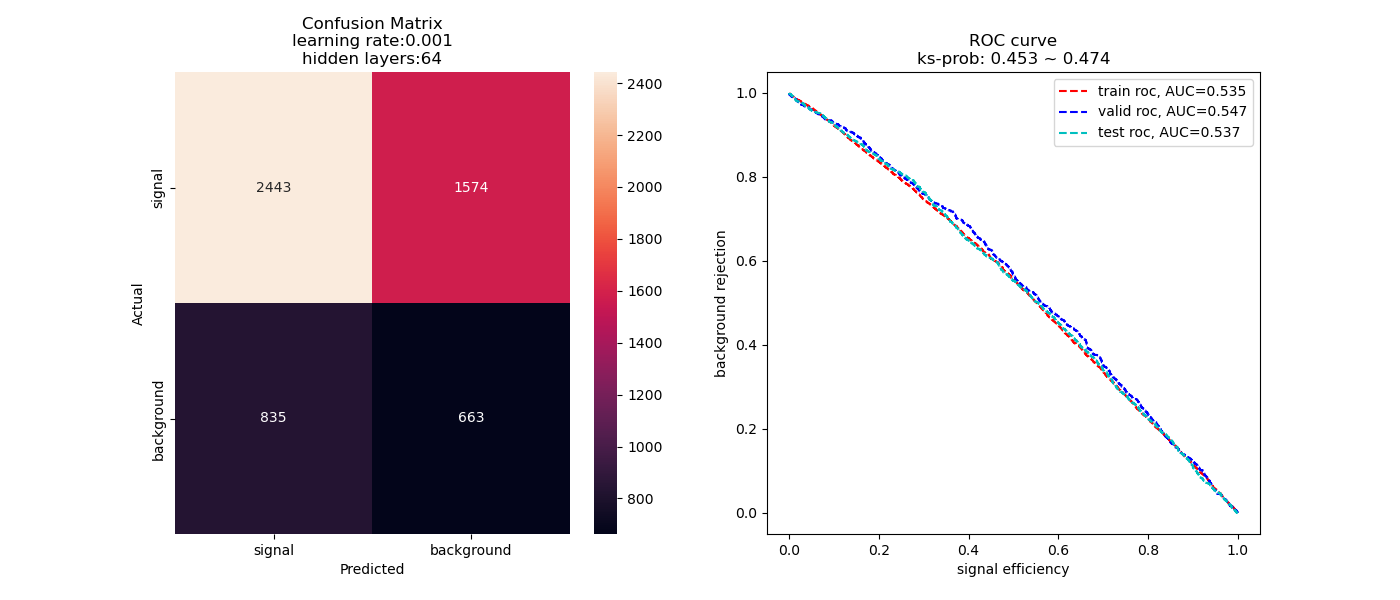 Confusion Matrix
learning rate:0.001
hidden layers:64
signal
background
Actual
2443
1574
835
663
signal
background
Predicted
2400
2200
2000
1800
1600
1400
1200
1000
800
ROC curve
ks-prob: 0.453 ~ 0.474
train roc, AUC=0.535
valid roc, AUC=0.547
test roc, AUC=0.537
background rejection
1.0
0.8
0.6
0.4
0.2
0.0
0.0
0.2
0.4
0.6
0.8
1.0
signal efficiency